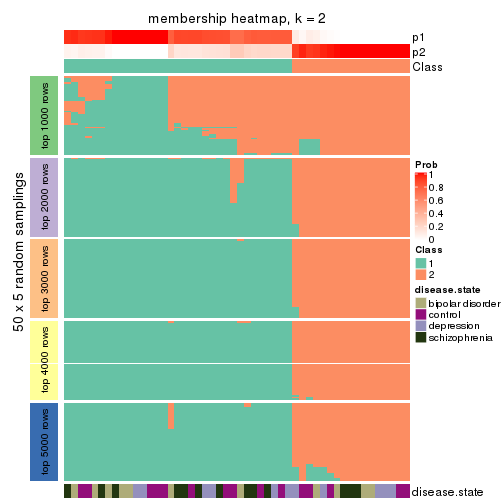 membership heatmap, k = 2
p1
p2
Class
50 x 5 random samplings
top 1000 rows
top 2000 rows
top 3000 rows
top 4000 rows
top 5000 rows
Prob
1
0.8
0.6
0.4
0.2
0
Class
1
2
disease.state
bipolar disorder
control
depression
schizophrenia
disease.state